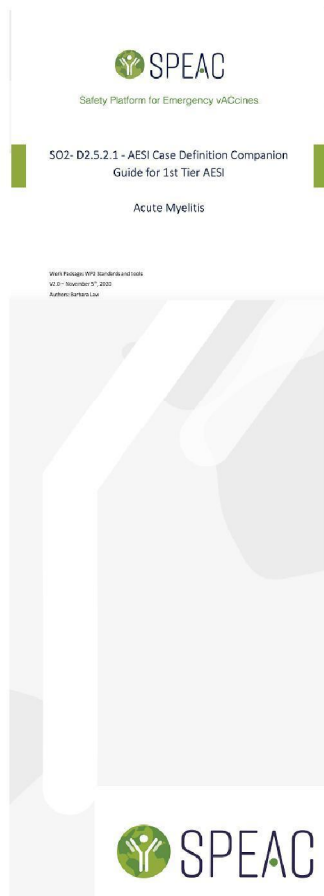 SPEAC
Safety Platform for Emergency vACcines
SO2- D2.5.2.1 - AESI Case Definition Companion
Guide for 1st Tier AESI
Acute Myelitis
Work Package: WP2 Standards and tools
V2.0 – November 5th, 2020
Authors: Barbara Law
SPEAC